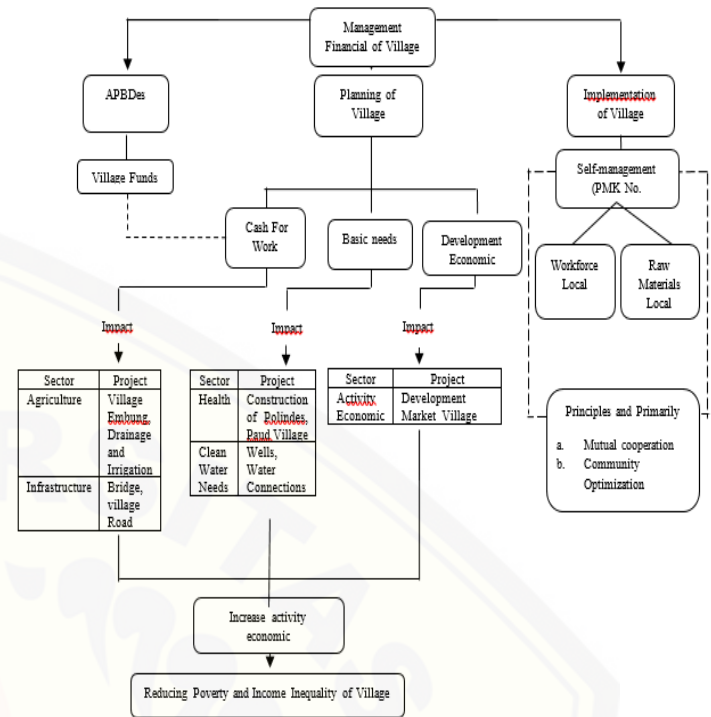 Management
Financial of Village
APBDes
Planning of
Village
Implementation
of Village
Village Funds
Self-management
(PMK No.
Cash For
Work
Basic needs
Development
Economic
Workforce
Local
Raw
Materials
Local
Impact
Impact
Impact
Sector Project
Agriculture Village
Embung,
Drainage
and
Irrigation
Infrastructure Bridge,
village
Road
Sector Project
Health Construction
of Polindes,
Paud Village
Clean Wells,
Water Water
Needs Connections
Sector Project
Activity Development
Economic Market Village
Principles and Primarily
a. Mutual cooperation
b. Community
Optimization
Increase activity
economic
Reducing Poverty and Income Inequality of Village